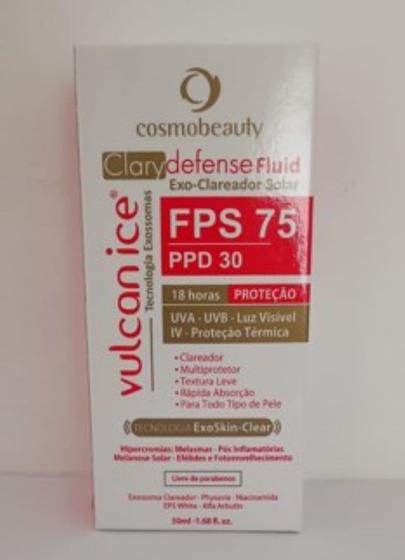 cosmobeauty
Clary defense Fluid
Exo-Clareador Solar
vulcan ice®
Tecnologia Exossomas
FPS 75
PPD 30
18 horas PROTEÇÃO
UVA - UVB - Luz Visível
IV - Proteção Térmica
• Clareador
• Multiprotetor
• Textura Leve
• Rápida Absorção
• Para Todo Tipo de Pele
TECNOLOGIA ExoSkin-Clear
Hipercromias: Melasmas - Pós Inflamatórias
Melanose Solar - Efélides e Fotoenvelhecimento
Livre de parabenos
Exossoma Clareador - Physavie - Niacinamida
EPS White - Alfa Arbutin
50ml - 1.68 fl. oz.